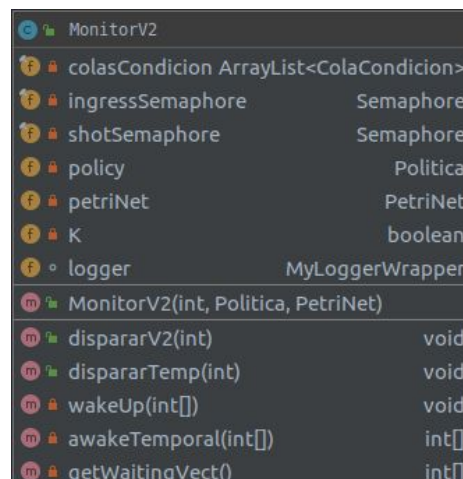 MonitorV2
colasCondicion ArrayList<ColaCondicion>
ingressSemaphore Semaphore
shotSemaphore Semaphore
policy Politica
petriNet PetriNet
K boolean
logger MyLoggerWrapper
MonitorV2(int, Politica, PetriNet)
dispararV2(int) void
dispararTemp(int) void
wakeUp(int[]) void
awakeTemporal(int[]) int[]
getWaitingVect() int[]